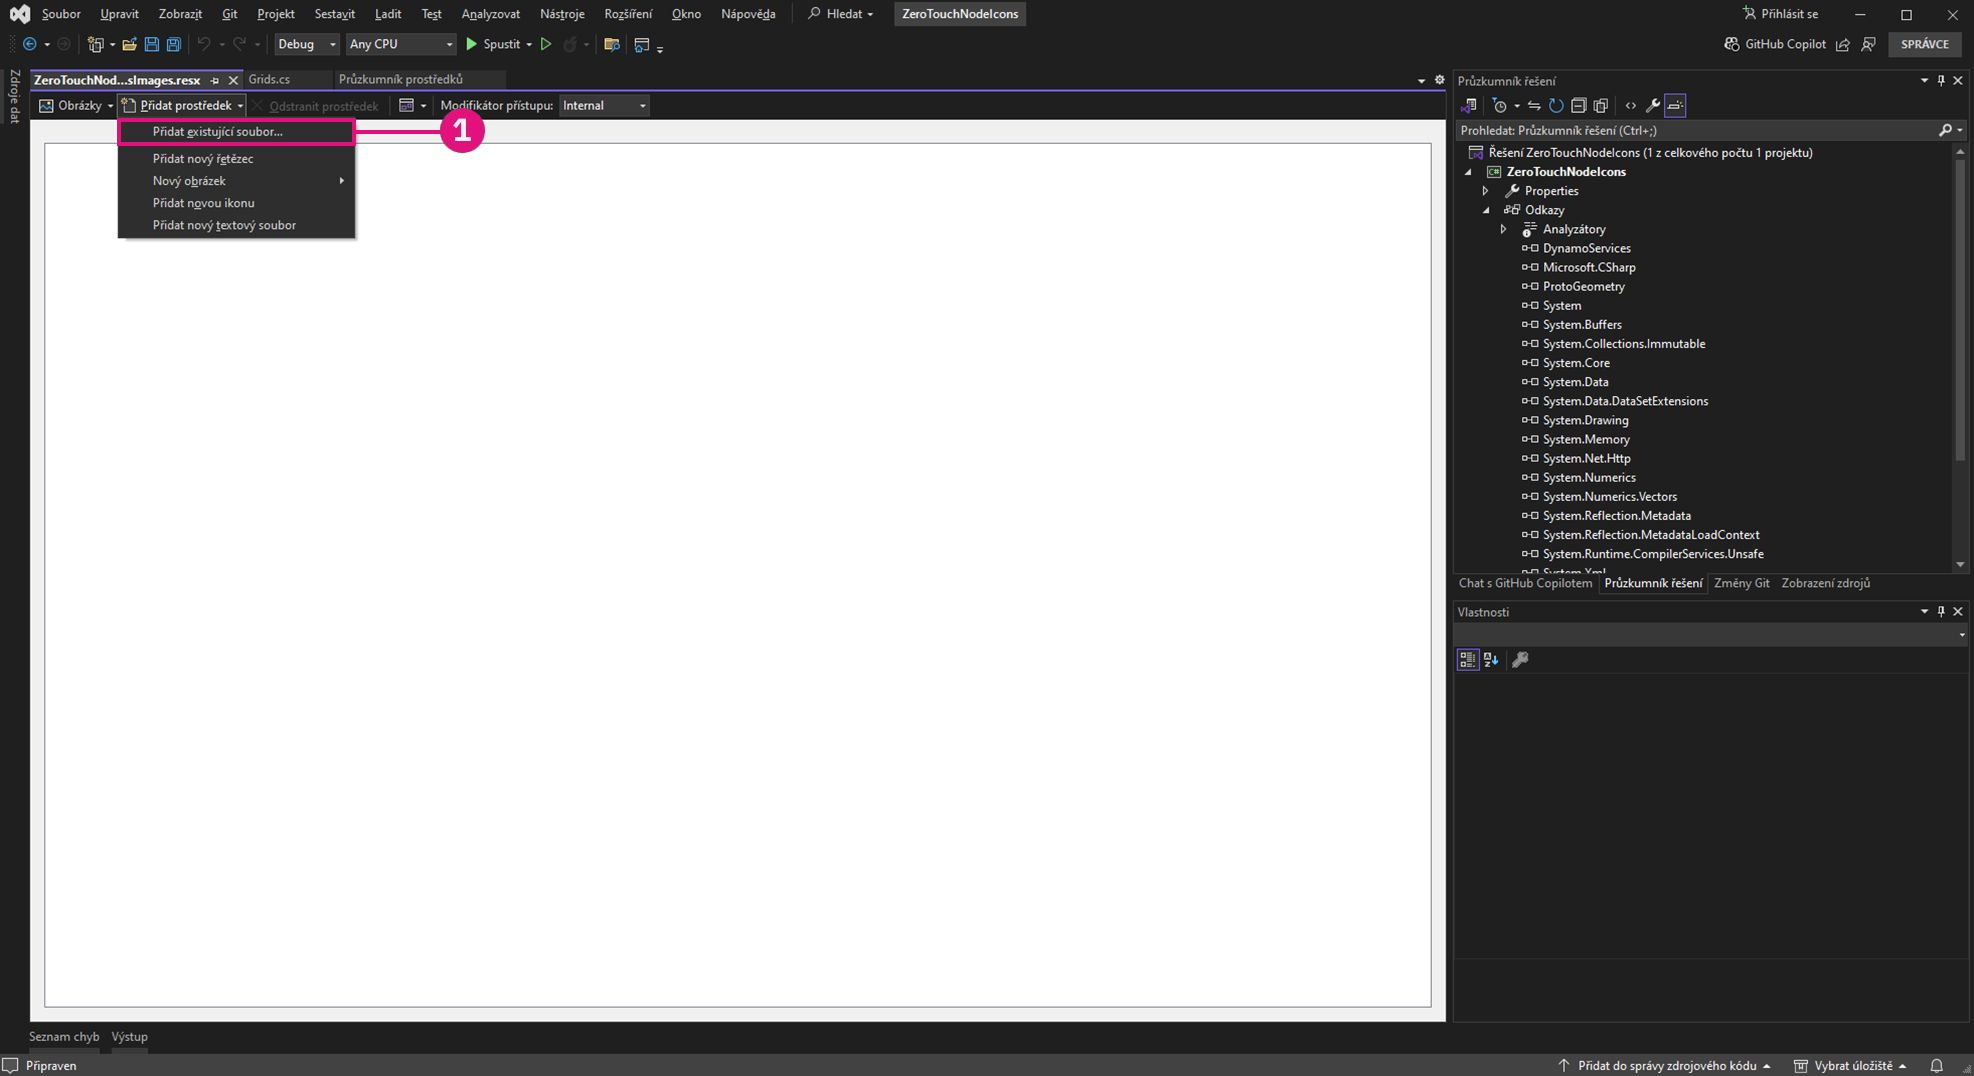 Soubor Upravit Zobrazit Git Projekt Sestavit Ladit Test Analyzovat Nástroje Rozšíření Okno Nápověda Hledat ZeroTouchNodeIcons Přihlásit se
Debug Any CPU Spustit GitHub Copilot SPRÁVCE
Zdroje dat
ZeroTouchNod...sImages.resx Grids.cs Průzkumník prostředků
Obrázky Přidat prostředek Odstranit prostředek Modifikátor přístupu: Internal
Přidat existující soubor...
1
Přidat nový řetězec
Nový obrázek
Přidat novou ikonu
Přidat nový textový soubor
Průzkumník řešení
Prohledat: Průzkumník řešení (Ctrl+;)
Řešení ZeroTouchNodeIcons (1 z celkového počtu 1 projektu)
C# ZeroTouchNodeIcons
Properties
Odkazy
Analyzátory
DynamoServices
Microsoft.CSharp
ProtoGeometry
System
System.Buffers
System.Collections.Immutable
System.Core
System.Data
System.Data.DataSetExtensions
System.Drawing
System.Memory
System.Net.Http
System.Numerics
System.Numerics.Vectors
System.Reflection.Metadata
System.Reflection.MetadataLoadContext
System.Runtime.CompilerServices.Unsafe
System.Xml
Chat s GitHub Copilotem Průzkumník řešení Změny Git Zobrazení zdrojů
Vlastnosti
Seznam chyb Výstup
Připraven Přidat do správy zdrojového kódu Vybrat úložiště